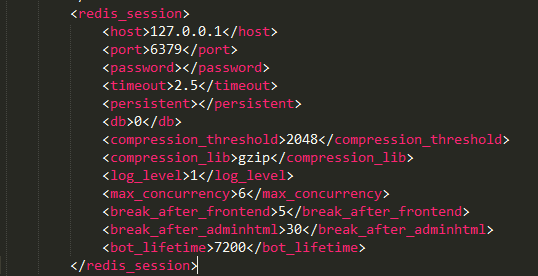 <redis_session>
<host>127.0.0.1</host>
<port>6379</port>
<password></password>
<timeout>2.5</timeout>
<persistent></persistent>
<db>0</db>
<compression_threshold>2048</compression_threshold>
<compression_lib>gzip</compression_lib>
<log_level>1</log_level>
<max_concurrency>6</max_concurrency>
<break_after_frontend>5</break_after_frontend>
<break_after_adminhtml>30</break_after_adminhtml>
<bot_lifetime>7200</bot_lifetime>
</redis_session>